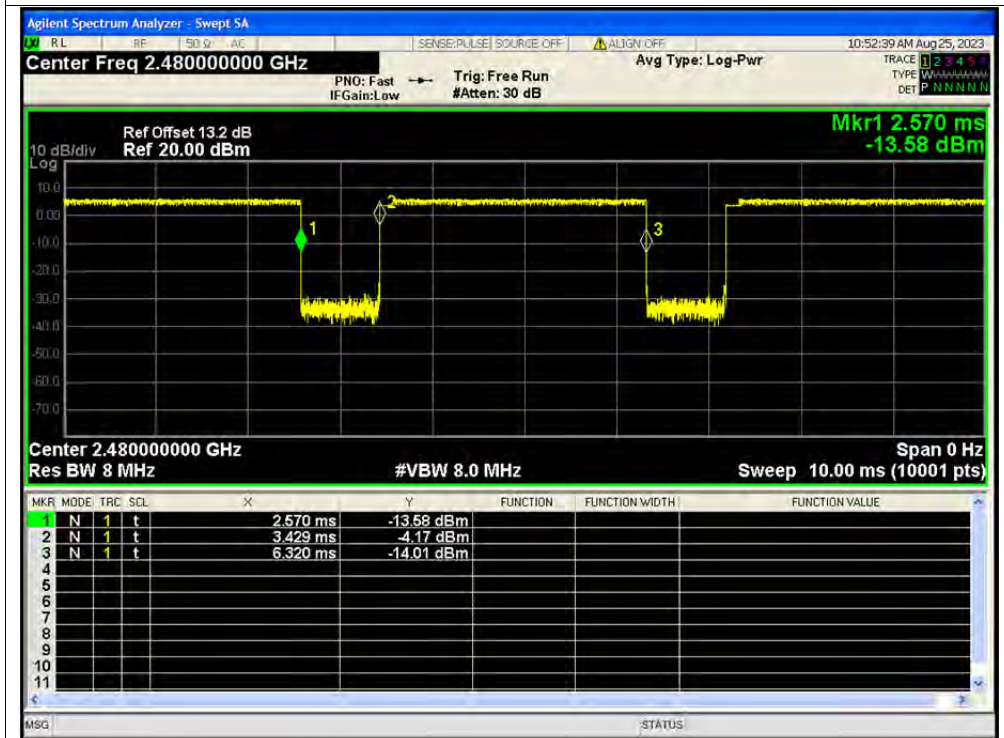 Agilent Spectrum Analyzer - Swept SA
LXI RL RF 50 Ω AC SENSE:PULSE SOURCE OFF ALIGN OFF 10:52:39 AM Aug 25, 2023
Center Freq 2.480000000 GHz Avg Type: Log-Pwr TRACE 1 2 3 4 5 6
PNO: Fast Trig: Free Run TYPE W
IFGain:Low #Atten: 30 dB DET P N N N N N
Mkr1 2.570 ms
Ref Offset 13.2 dB
10 dB/div Ref 20.00 dBm -13.58 dBm
Log
10.0
2
0.00
1 3
-10.0
-20.0
-30.0
-40.0
-50.0
-60.0
-70.0
Center 2.480000000 GHz Span 0 Hz
Res BW 8 MHz #VBW 8.0 MHz Sweep 10.00 ms (10001 pts)
MKR MODE TRC SCL X Y FUNCTION FUNCTION WIDTH FUNCTION VALUE
1 N 1 t 2.570 ms -13.58 dBm
2 N 1 t 3.429 ms -4.17 dBm
3 N 1 t 6.320 ms -14.01 dBm
4
5
6
7
8
9
10
11
MSG STATUS